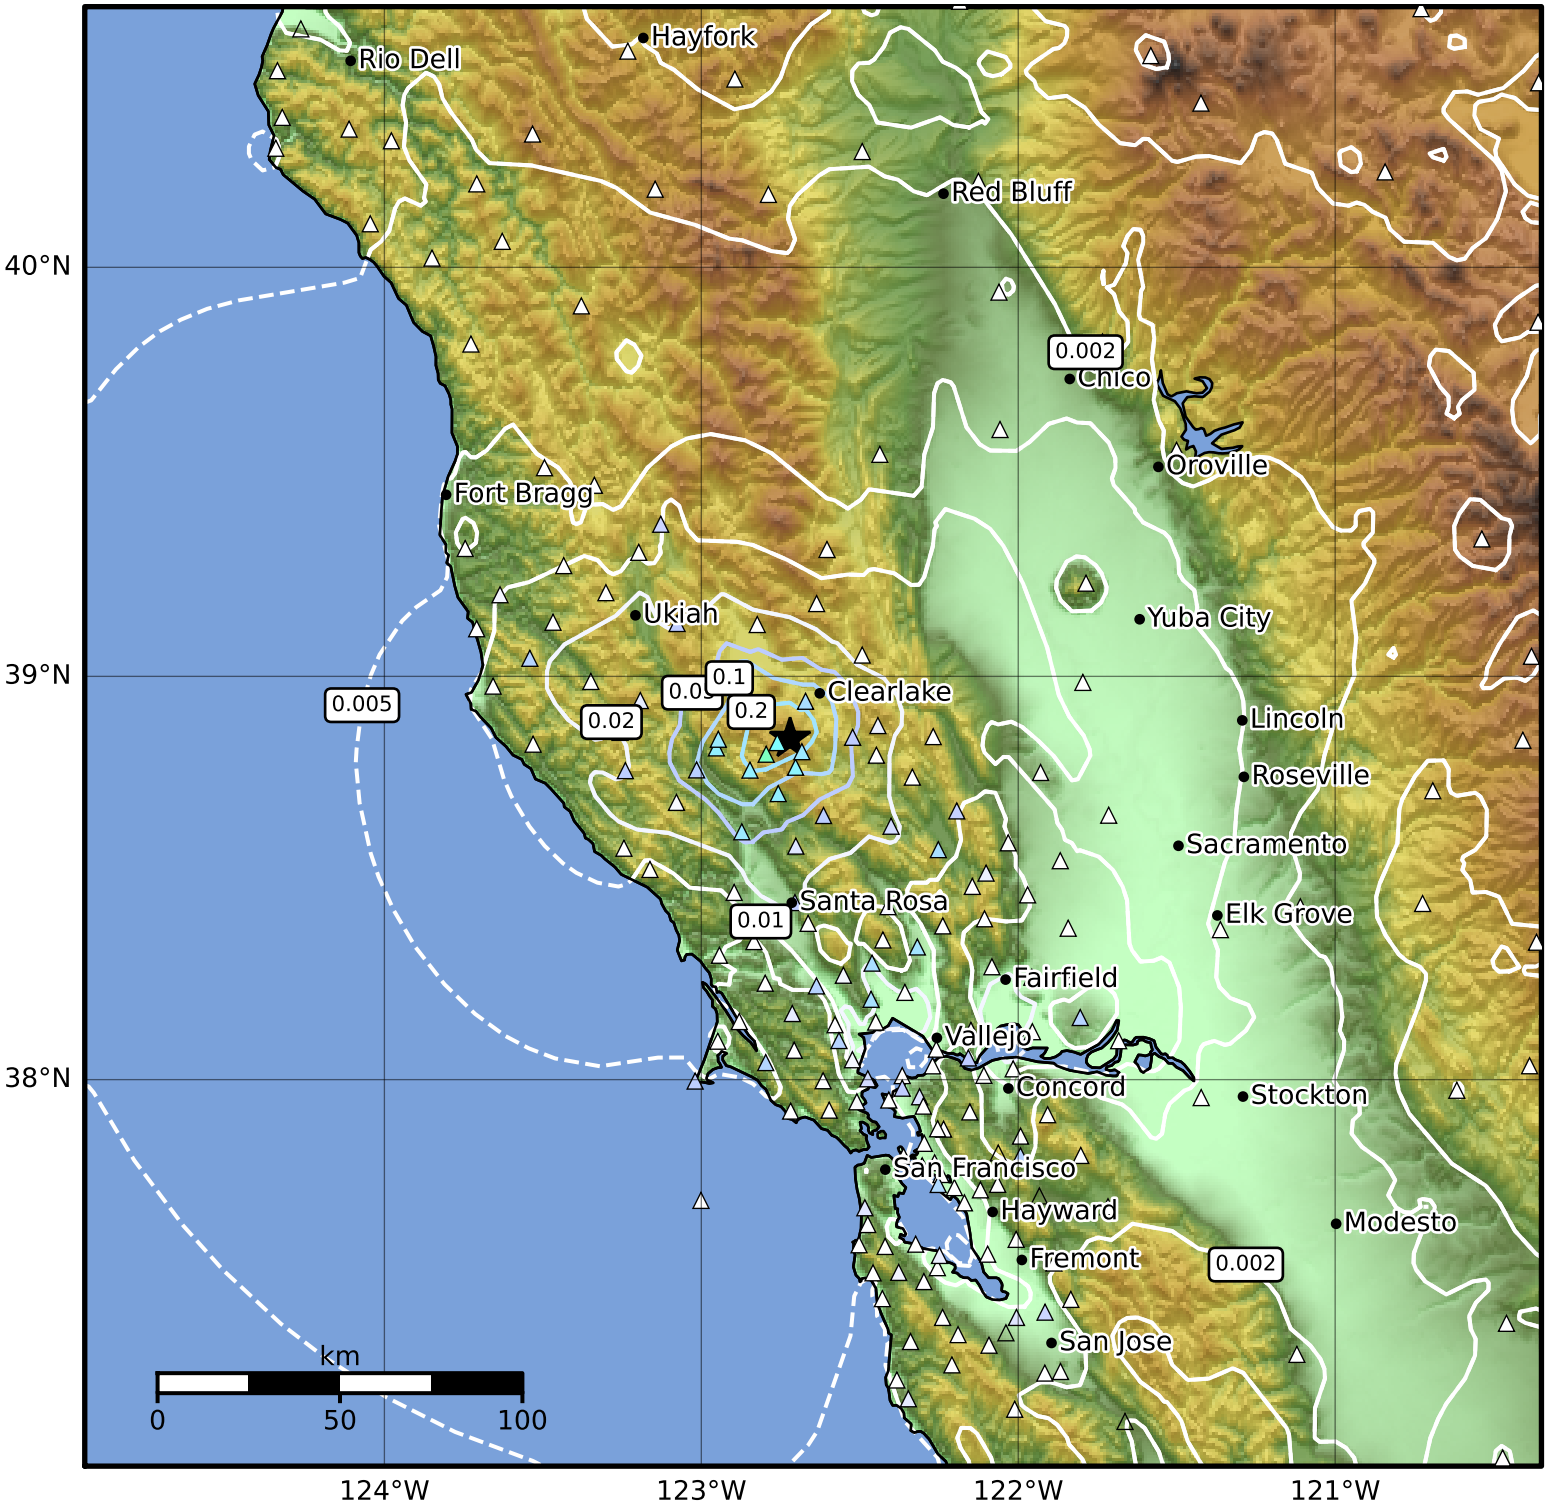 Hayfork
Rio Dell
Red Bluff
40°N
0.002
Chico
Oroville
Fort Bragg
Ukiah
Yuba City
39°N
0.1
0.005
0.02
0.2
Clearlake
Lincoln
Roseville
Sacramento
Santa Rosa
0.01
Elk Grove
Fairfield
Vallejo
38°N
Concord
Stockton
San Francisco
Hayward
Modesto
Fremont
0.002
San Jose
km
0 50 100
124°W 123°W 122°W 121°W